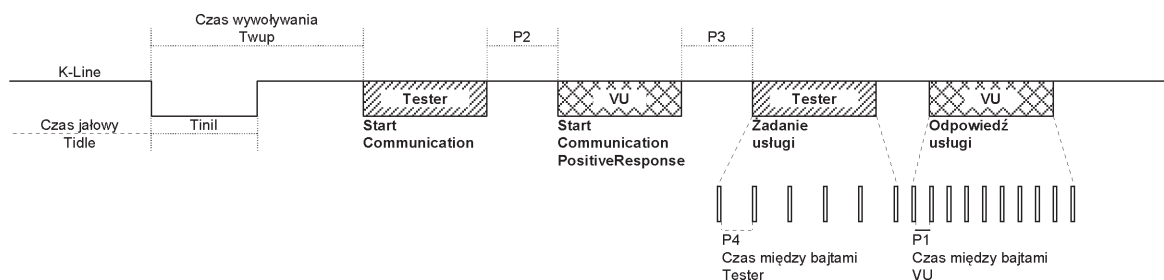 Czas wywoływania
Twup
P2
P3
K-Line
Tester
VU
Tester
VU
Czas jałowy
Tidle
Tinil
Start
Communication
Start
Communication
PositiveResponse
Żadanie
usługi
Odpowiedź
usługi
P4
Czas między bajtami
Tester
P1
Czas między bajtami
VU